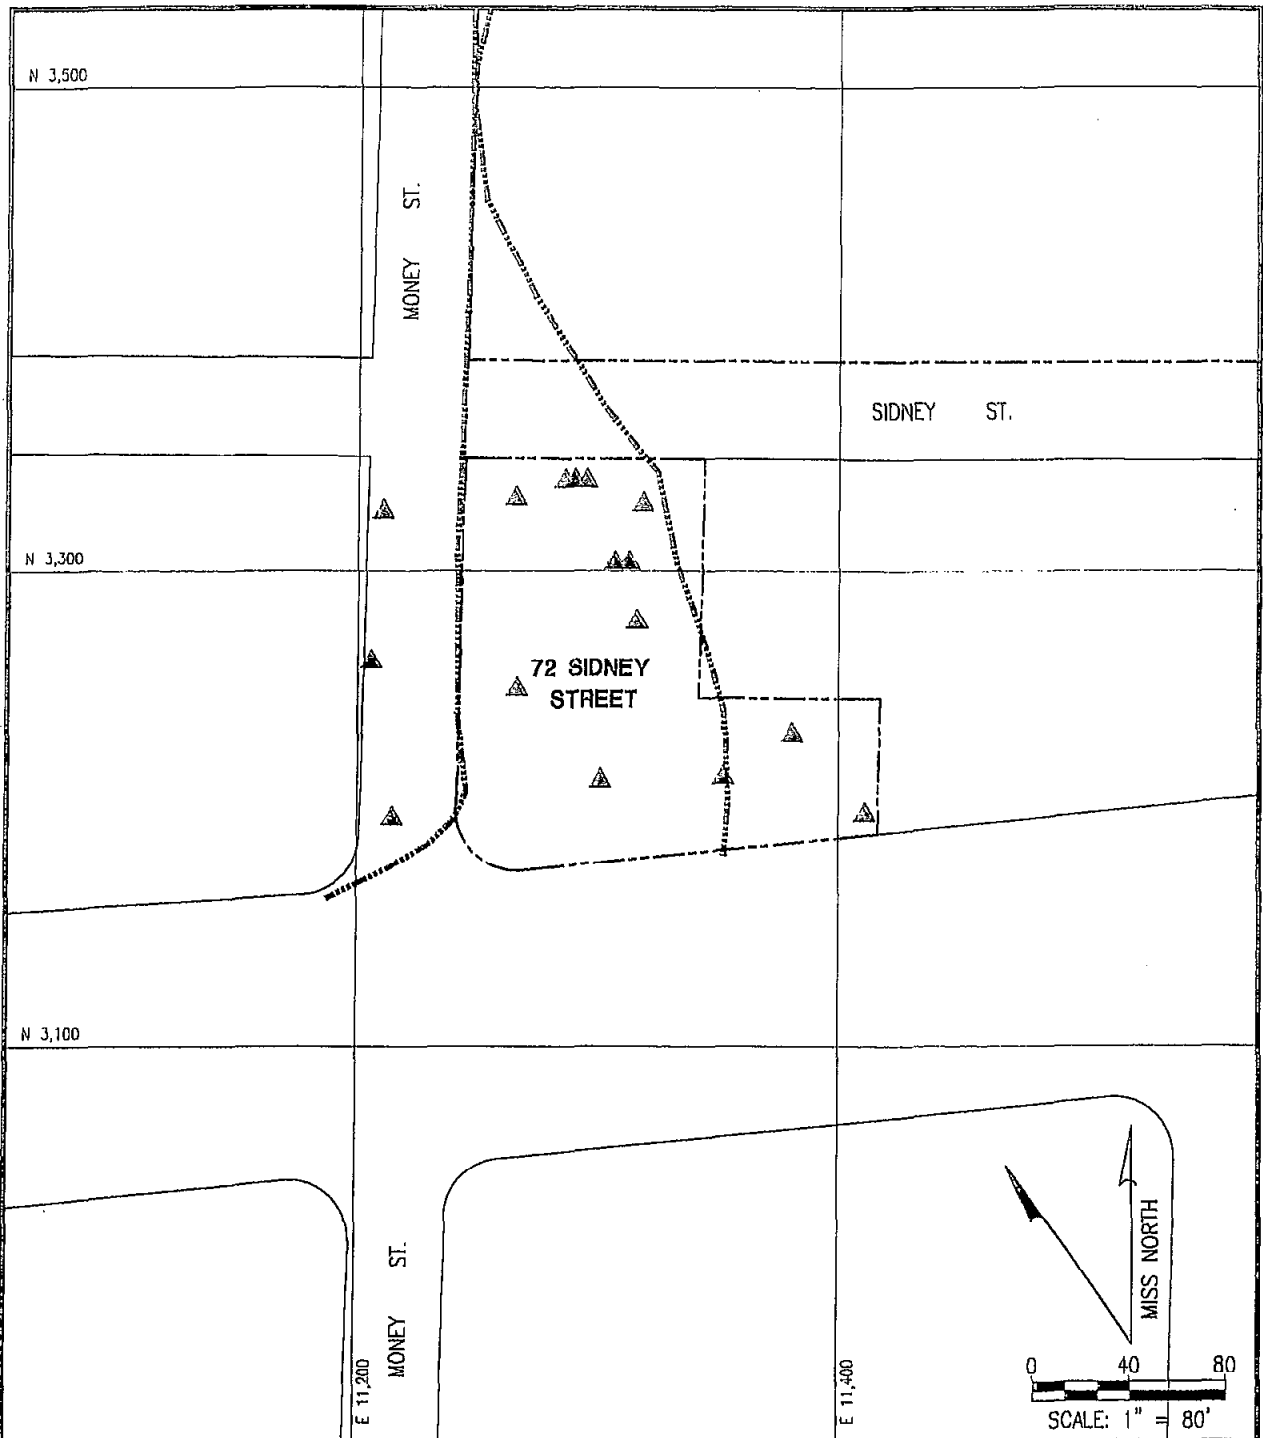 N 3,500
MONEY ST.
SIDNEY ST.
N 3,300
72 SIDNEY
STREET
N 3,100
MONEY ST.
E 11,200
E 11,400
MISS NORTH
0 40 80
SCALE: 1" = 80'